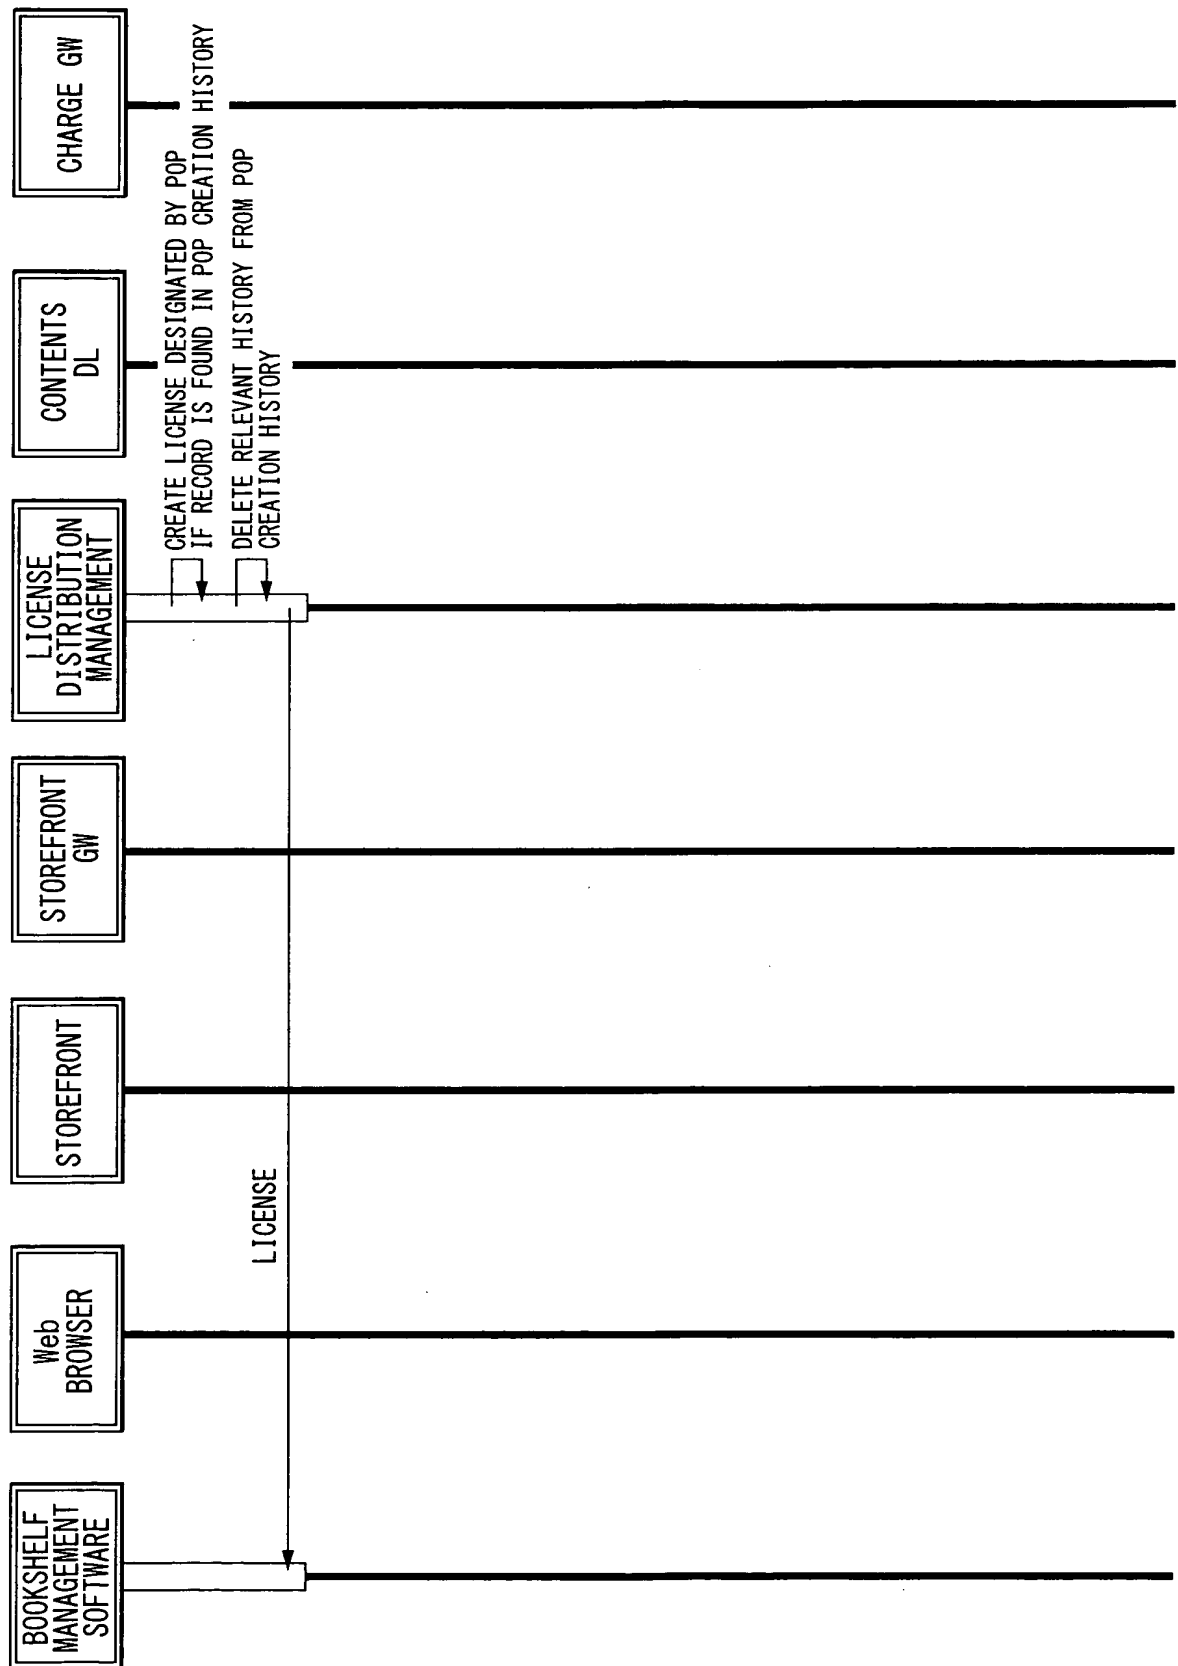 BOOKSHELF
MANAGEMENT
SOFTWARE
Web
BROWSER
STOREFRONT
STOREFRONT
GW
LICENSE
DISTRIBUTION
MANAGEMENT
CONTENTS
DL
CHARGE GW
CREATE LICENSE DESIGNATED BY POP
IF RECORD IS FOUND IN POP CREATION HISTORY
DELETE RELEVANT HISTORY FROM POP
CREATION HISTORY
LICENSE